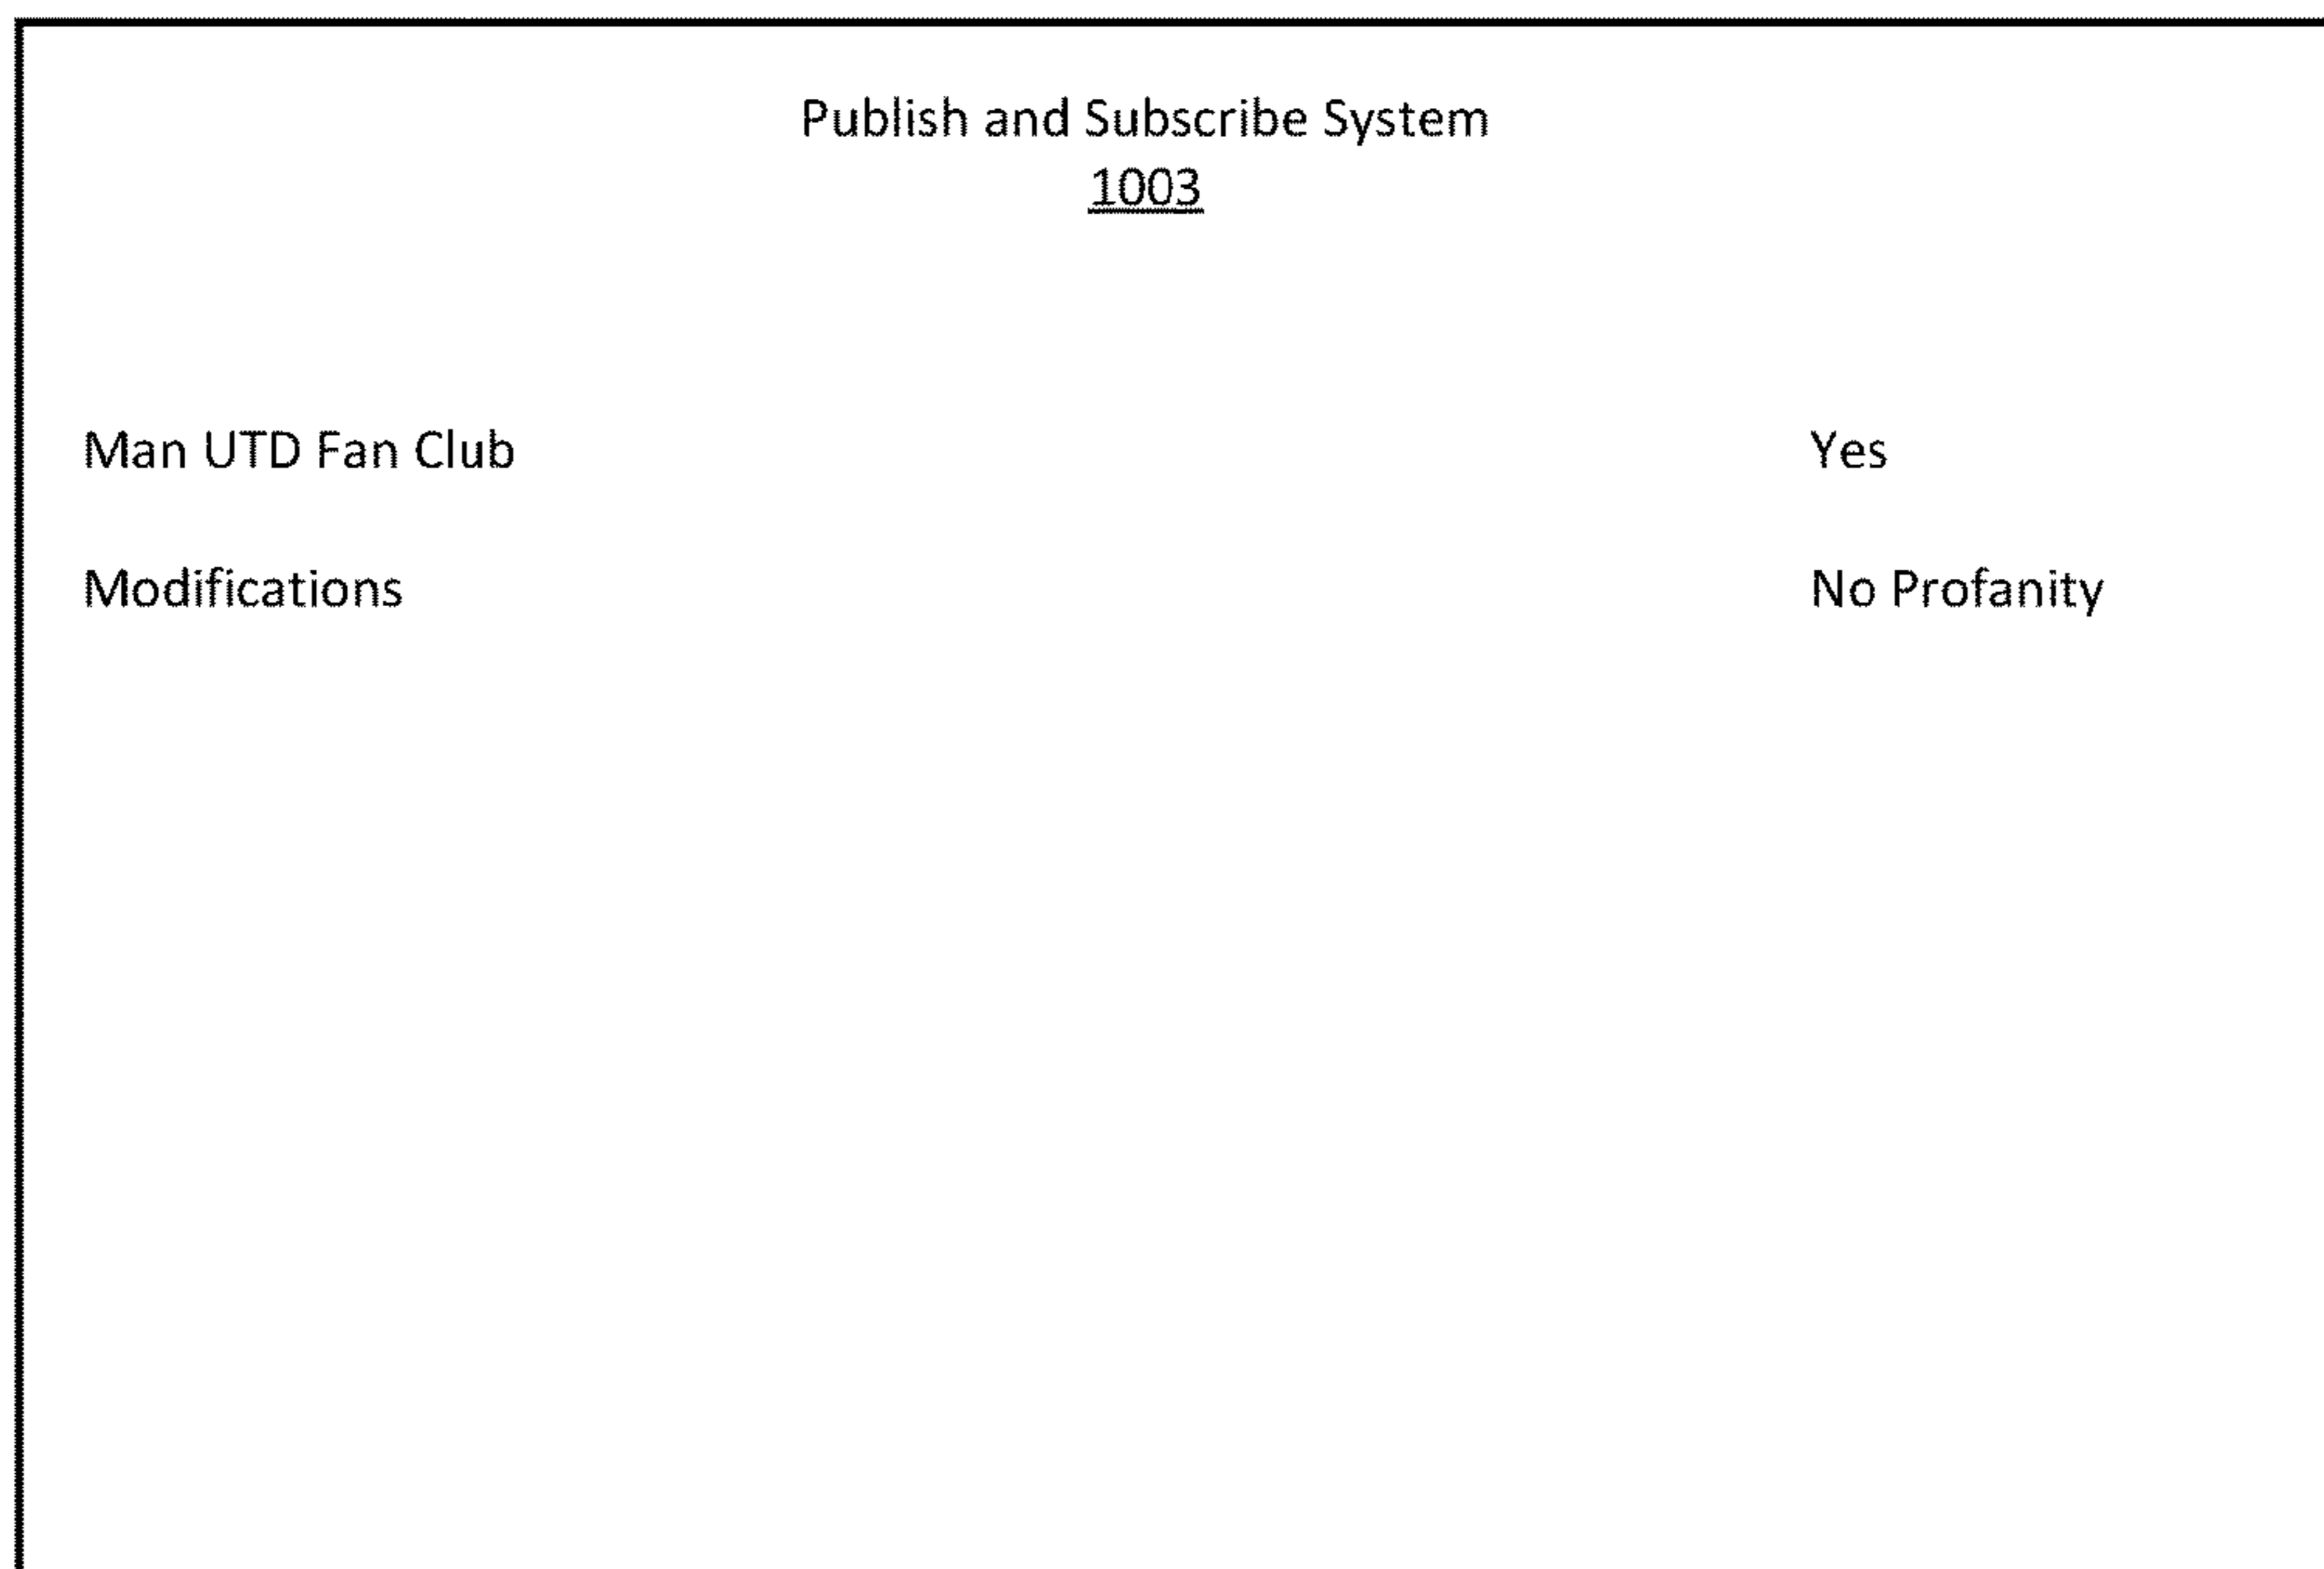 Publish and Subscribe System
1003
Man UTD Fan Club Yes
Modifications No Profanity